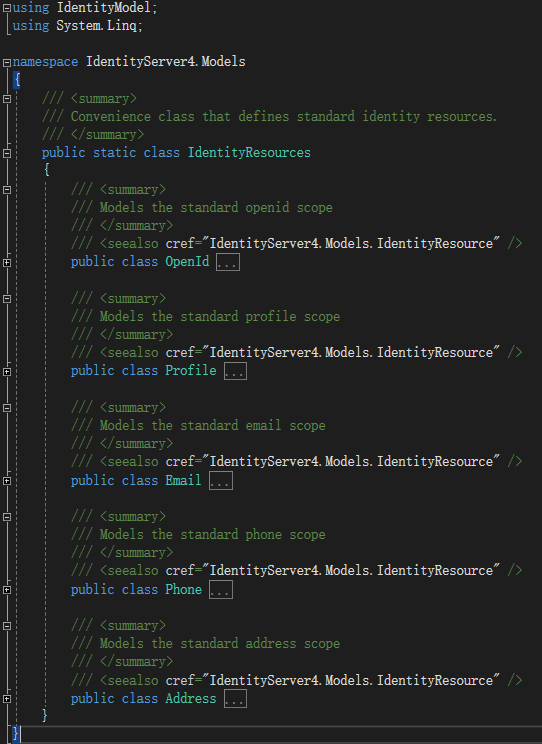 using IdentityModel;
using System.Linq;
namespace IdentityServer4.Models
{
/// <summary>
/// Convenience class that defines standard identity resources.
/// </summary>
public static class IdentityResources
{
/// <summary>
/// Models the standard openid scope
/// </summary>
/// <seealso cref="IdentityServer4.Models.IdentityResource" />
public class OpenId ...
/// <summary>
/// Models the standard profile scope
/// </summary>
/// <seealso cref="IdentityServer4.Models.IdentityResource" />
public class Profile ...
/// <summary>
/// Models the standard email scope
/// </summary>
/// <seealso cref="IdentityServer4.Models.IdentityResource" />
public class Email ...
/// <summary>
/// Models the standard phone scope
/// </summary>
/// <seealso cref="IdentityServer4.Models.IdentityResource" />
public class Phone ...
/// <summary>
/// Models the standard address scope
/// </summary>
/// <seealso cref="IdentityServer4.Models.IdentityResource" />
public class Address ...
}
}